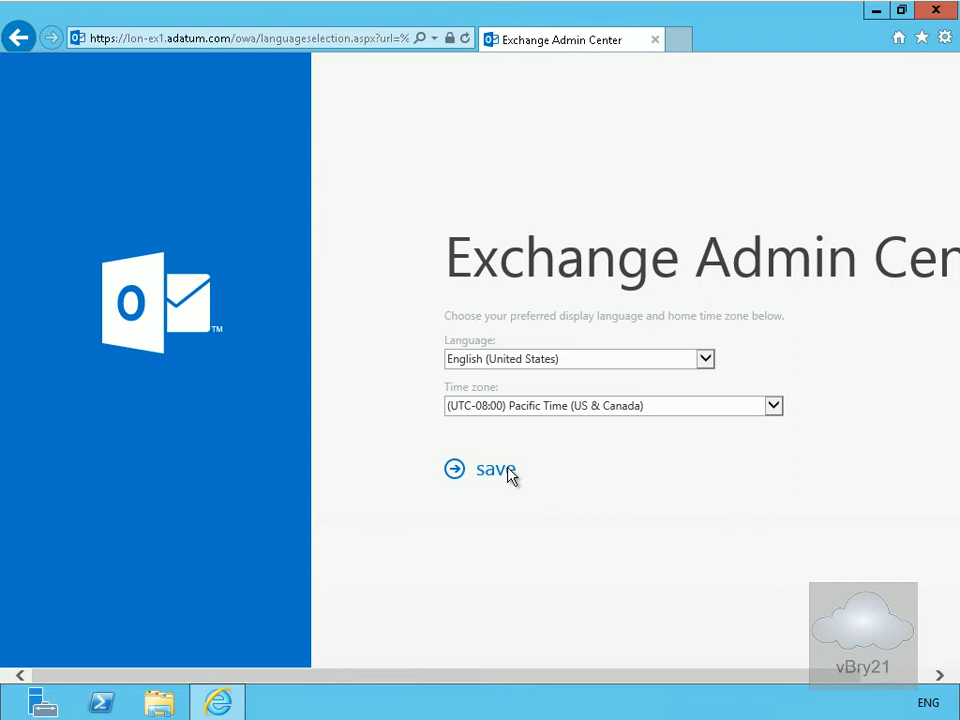 https://lon-ex1.adatum.com/owa/languageselection.aspx?url=%
Exchange Admin Center
Exchange Admin Cen
Choose your preferred display language and home time zone below.
Language:
English (United States)
Time zone:
(UTC-08:00) Pacific Time (US & Canada)
save
O
TM
vBry21
ENG